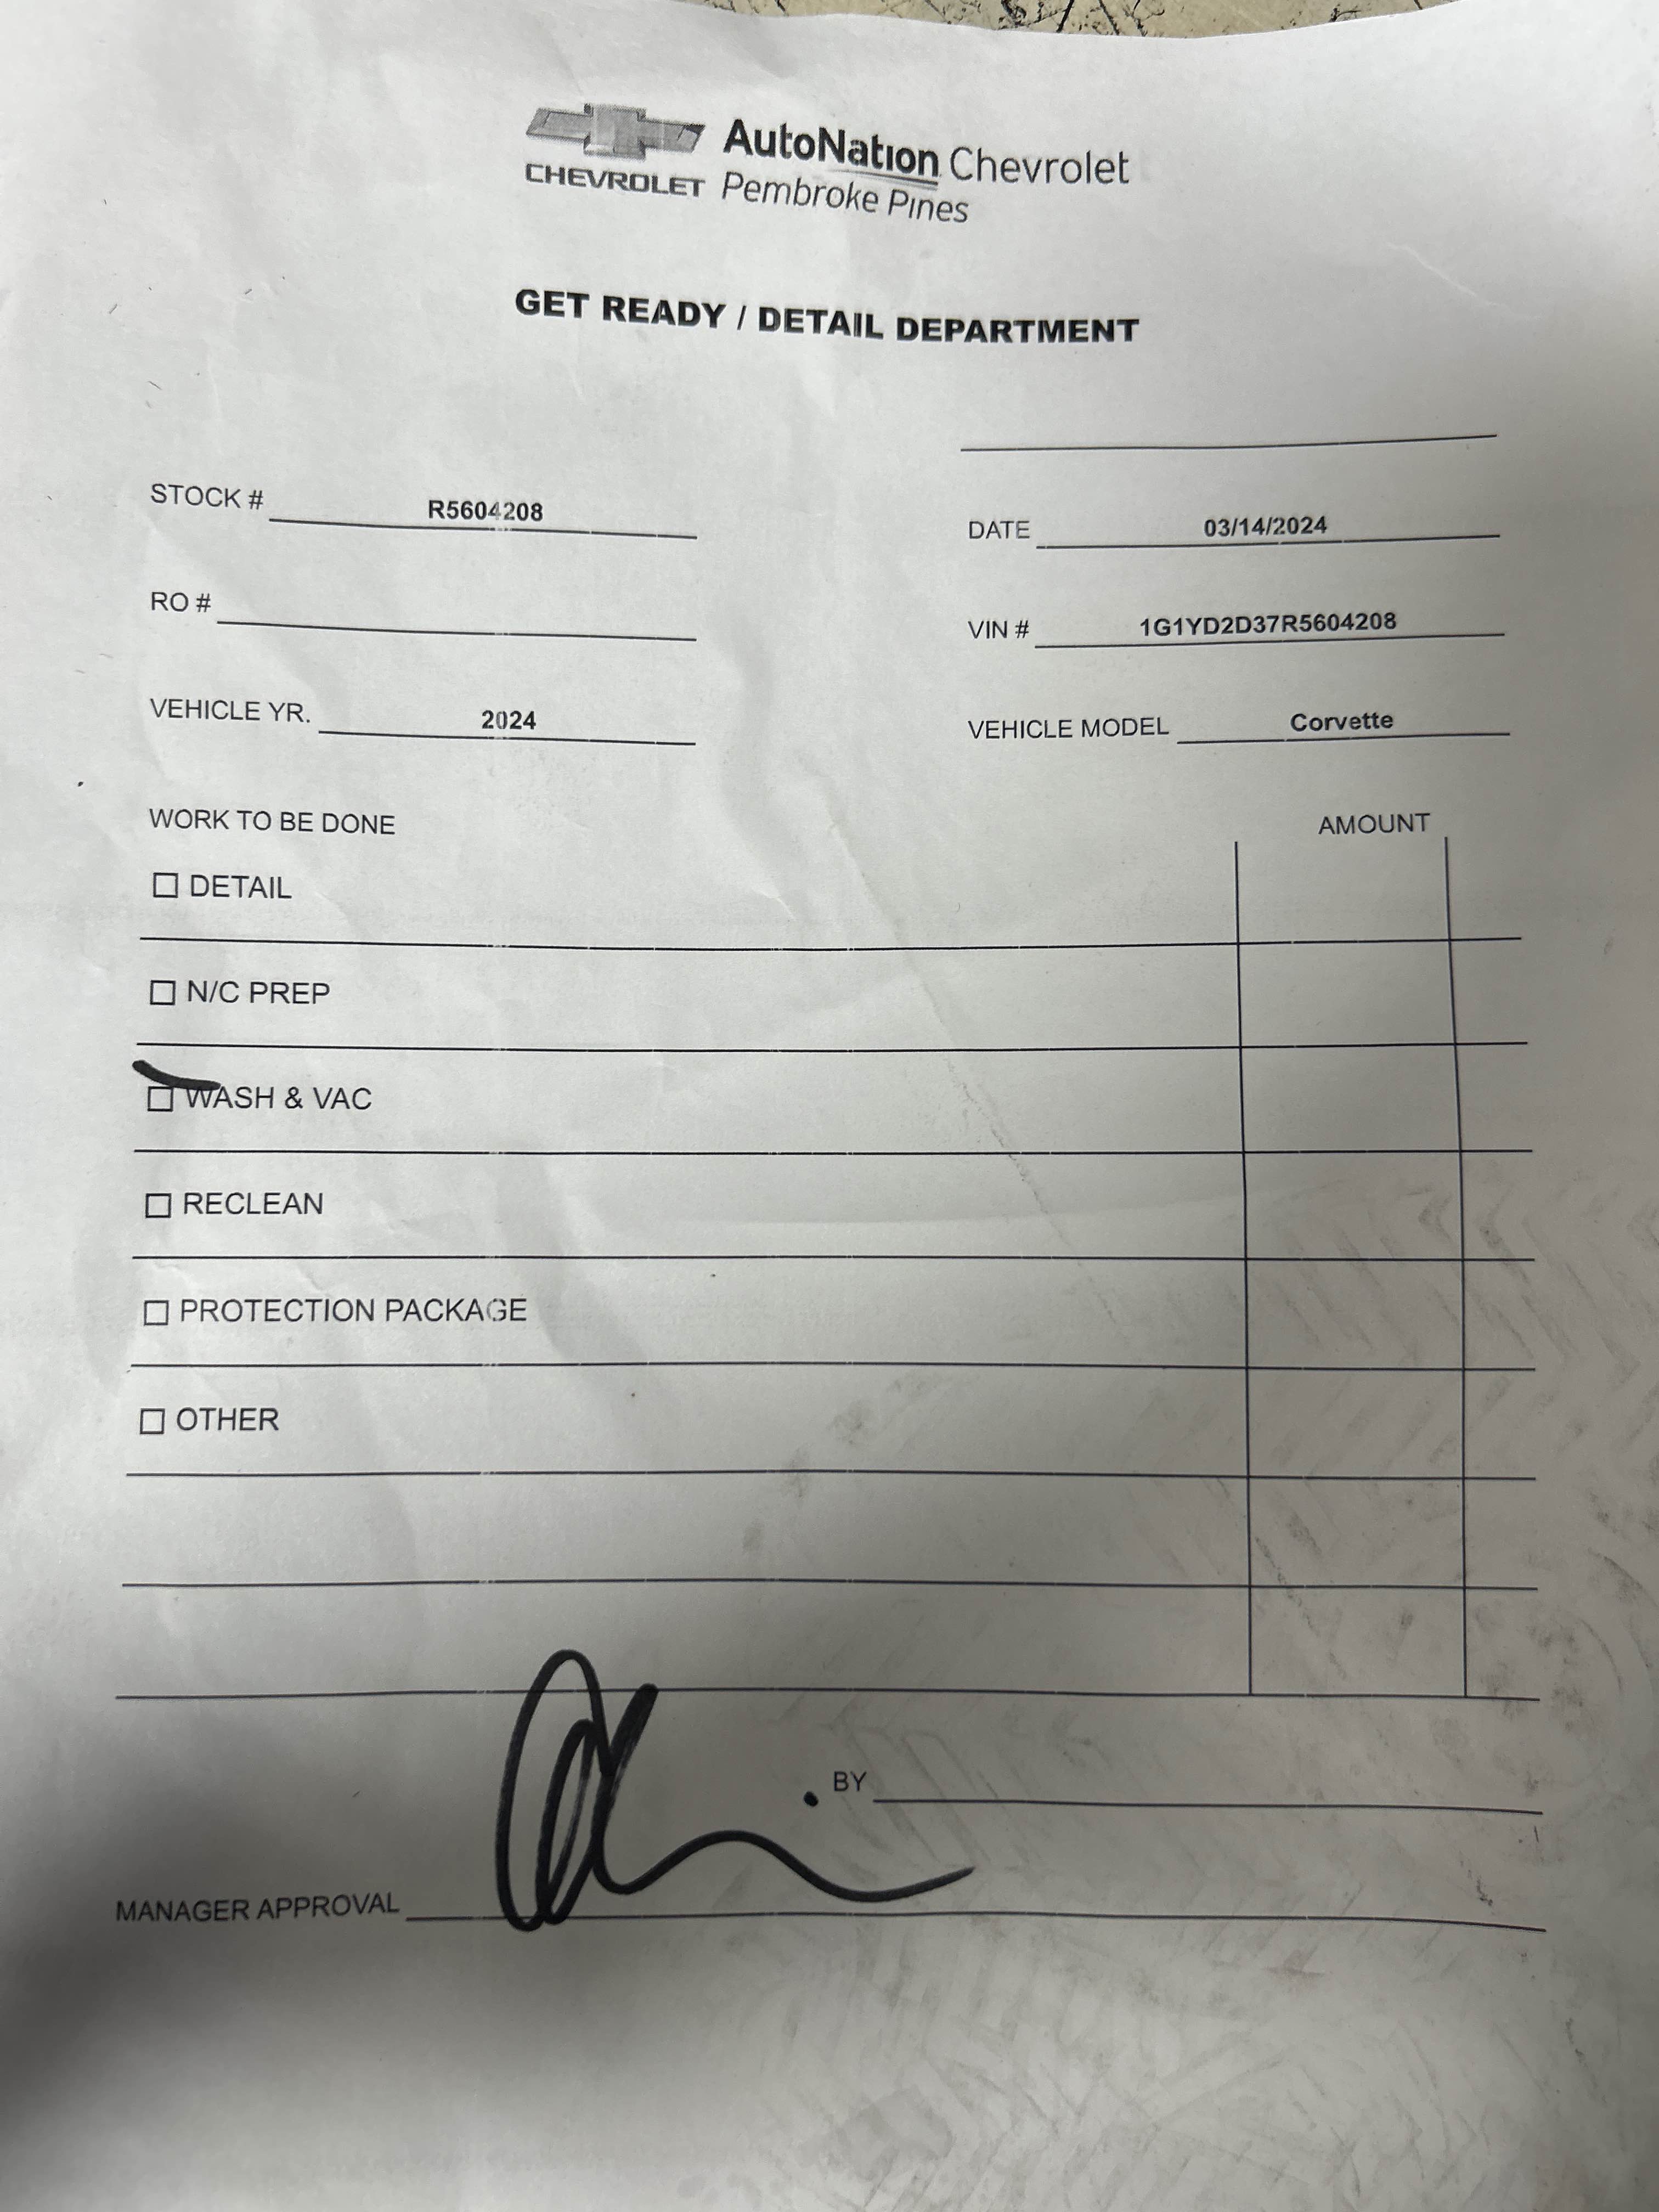 AutoNation Chevrolet
CHEVROLET Pembroke Pines
GET READY / DETAIL DEPARTMENT
STOCK # R5604208
DATE 03/14/2024
RO #
VIN # 1G1YD2D37R5604208
VEHICLE YR. 2024
VEHICLE MODEL Corvette
WORK TO BE DONE AMOUNT
DETAIL
N/C PREP
WASH & VAC
RECLEAN
PROTECTION PACKAGE
OTHER
BY
MANAGER APPROVAL